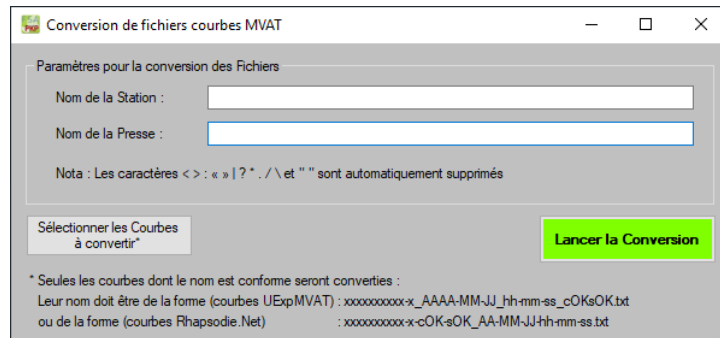 Conversion de fichiers courbes MVAT
Paramètres pour la conversion des Fichiers
Nom de la Station :
Nom de la Presse :
Nota : Les caractères < > : « » | ? * . / \ et " " sont automatiquement supprimés
Sélectionner les Courbes
à convertir*
Lancer la Conversion
* Seules les courbes dont le nom est conforme seront converties :
Leur nom doit être de la forme (courbes UExpMVAT) : xxxxxxxxxx-x_AAAA-MM-JJ_hh-mm-ss_cOKsOK.txt
ou de la forme (courbes Rhapsodie.Net) : xxxxxxxxxx-x-cOK-sOK_AA-MM-JJ-hh-mm-ss.txt